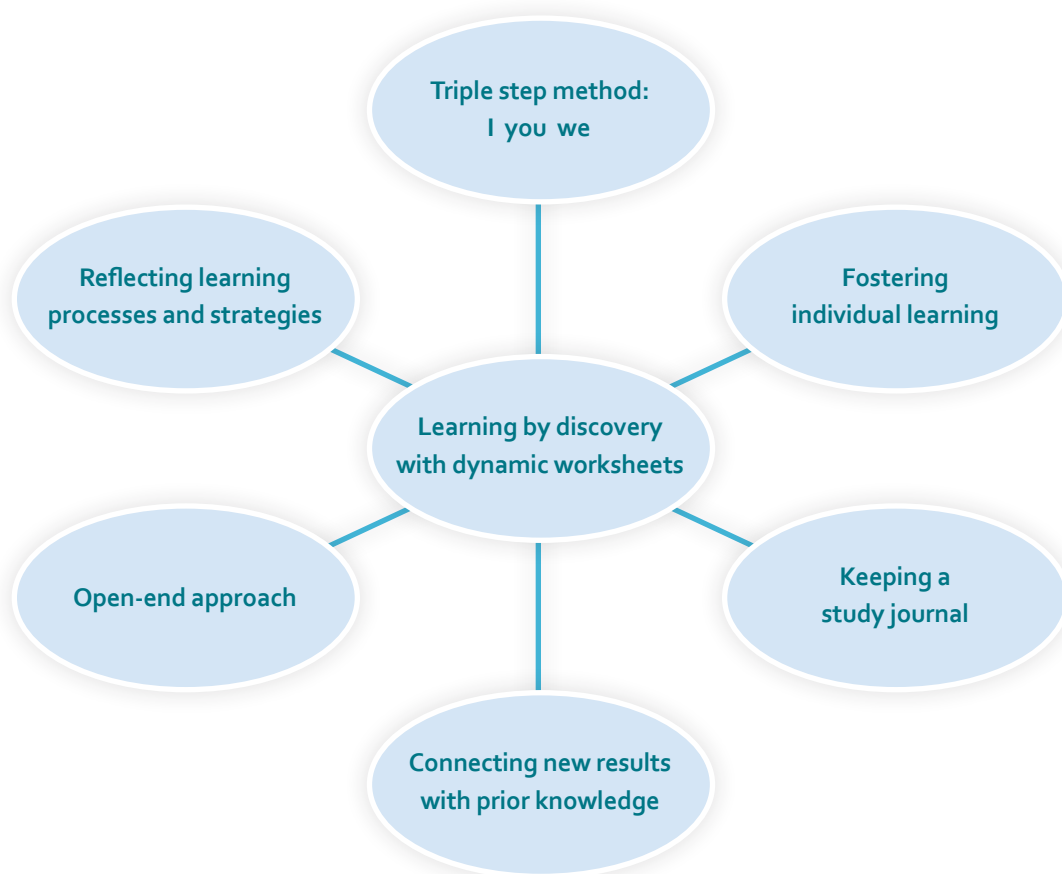 Triple step method:
I you we
Reflecting learning
processes and strategies
Fostering
individual learning
Learning by discovery
with dynamic worksheets
Open-end approach
Keeping a
study journal
Connecting new results
with prior knowledge